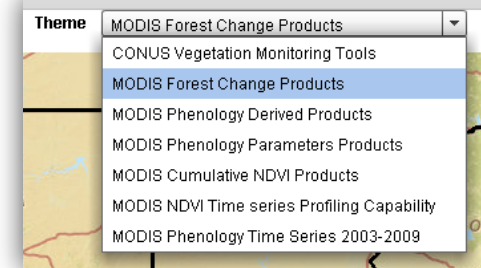 Theme MODIS Forest Change Products
CONUS Vegetation Monitoring Tools
MODIS Forest Change Products
MODIS Phenology Derived Products
MODIS Phenology Parameters Products
MODIS Cumulative NDVI Products
MODIS NDVI Time series Profiling Capability
MODIS Phenology Time Series 2003-2009